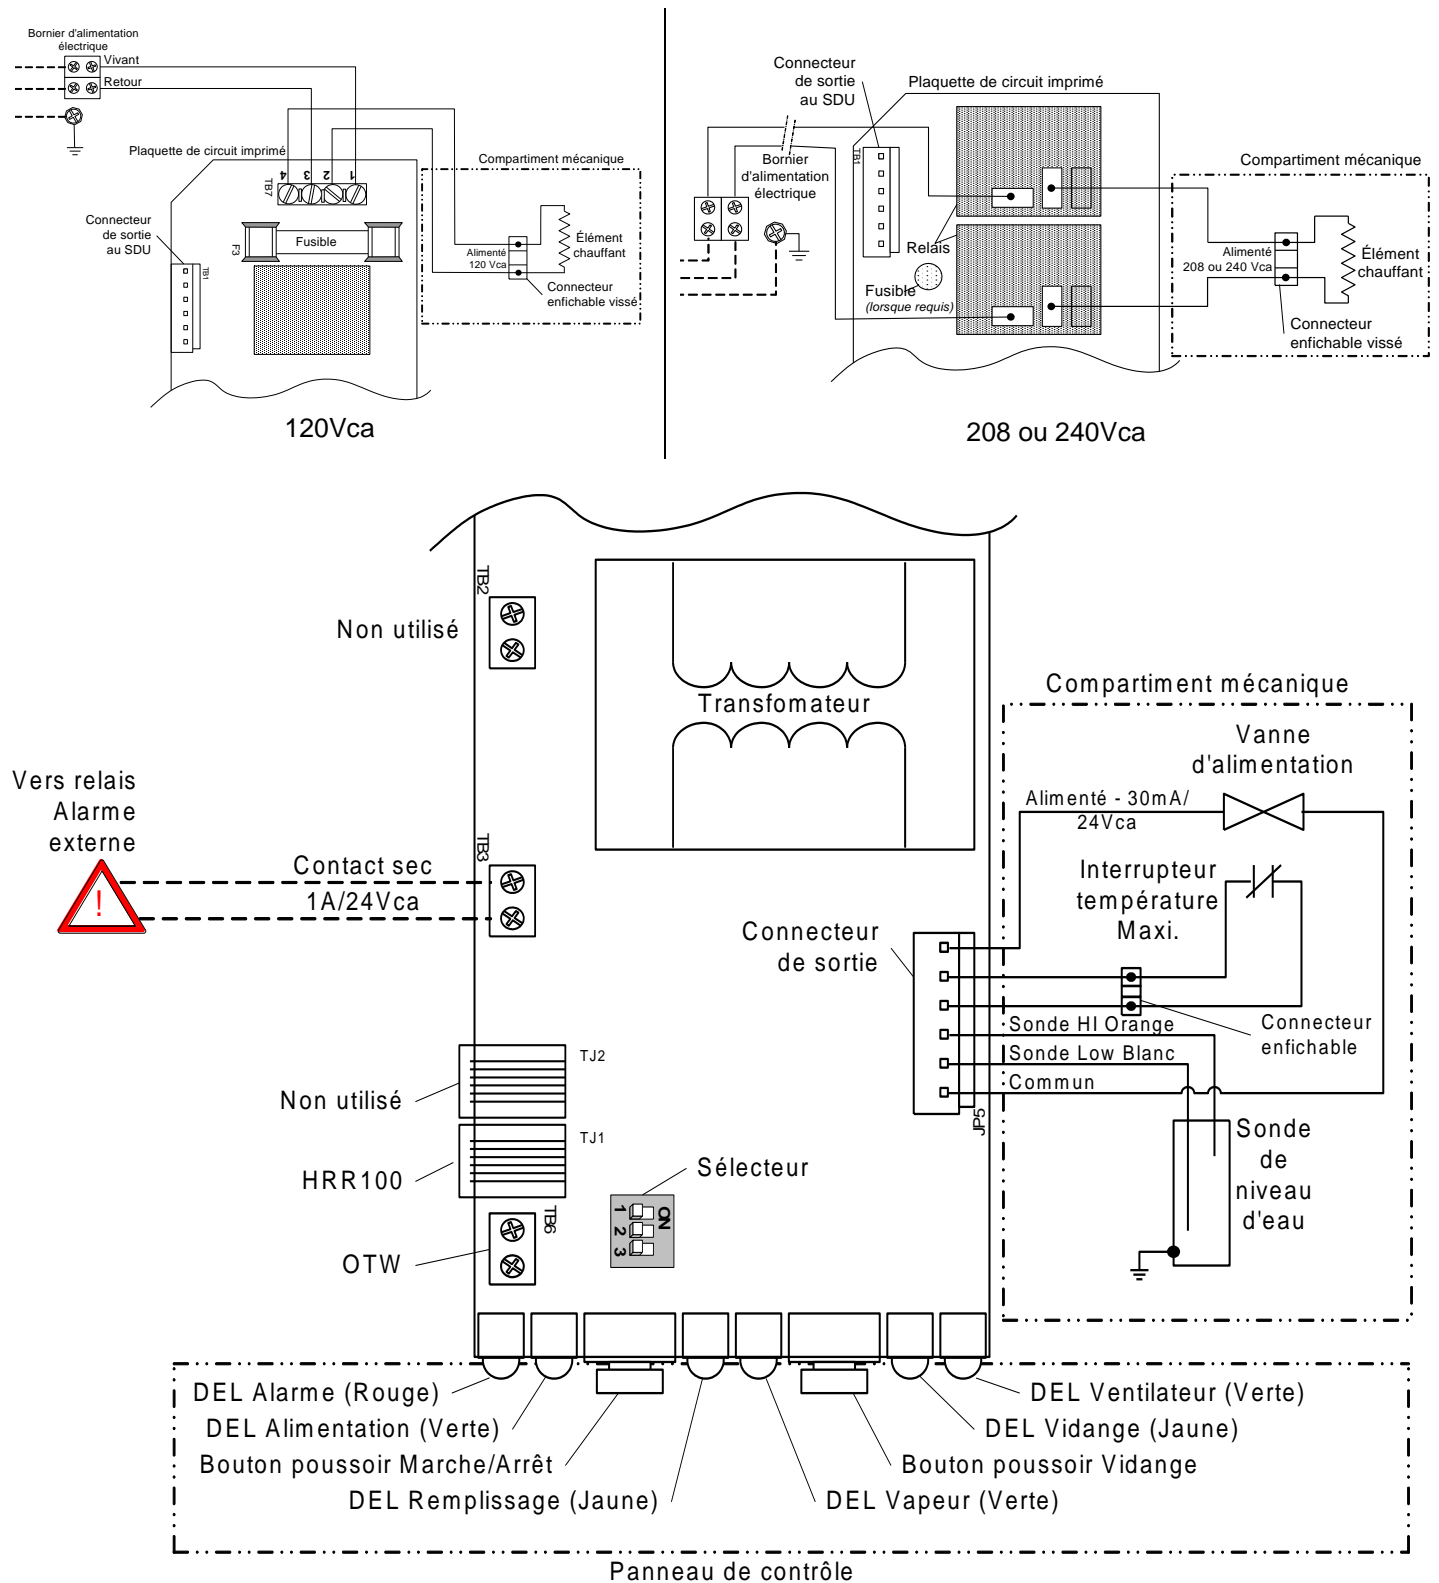 Bornier d'alimentation
électrique
Vivant
Retour
Plaquette de circuit imprimé
4 3 2 1
TB7
Compartiment mécanique
Connecteur
de sortie
au SDU
F3
Fusible
TB1
Alimenté
120 Vca
Élément
chauffant
Connecteur
enfichable vissé
120Vca
Connecteur
de sortie
au SDU
Plaquette de circuit imprimé
Bornier
d'alimentation
électrique
TB1
Relais
Fusible
(lorsque requis)
Compartiment mécanique
Alimenté
208 ou 240 Vca
Élément
chauffant
Connecteur
enfichable vissé
208 ou 240Vca
TB2
Non utilisé
Transfomateur
Compartiment mécanique
Vanne
d'alimentation
Alimenté - 30mA/
24Vca
Vers relais
Alarme
externe
!
Contact sec
1A/24Vca
TB3
Interrupteur
température
Maxi.
Connecteur
de sortie
Sonde HI Orange
Sonde Low Blanc
Commun
Connecteur
enfichable
JP5
TJ2
Non utilisé
TJ1
HRR100
Sonde
de
niveau
d'eau
Sélecteur
ON
1
2
3
TB6
OTW
DEL Alarme (Rouge)
DEL Alimentation (Verte)
Bouton poussoir Marche/Arrêt
DEL Remplissage (Jaune)
DEL Ventilateur (Verte)
DEL Vidange (Jaune)
Bouton poussoir Vidange
DEL Vapeur (Verte)
Panneau de contrôle